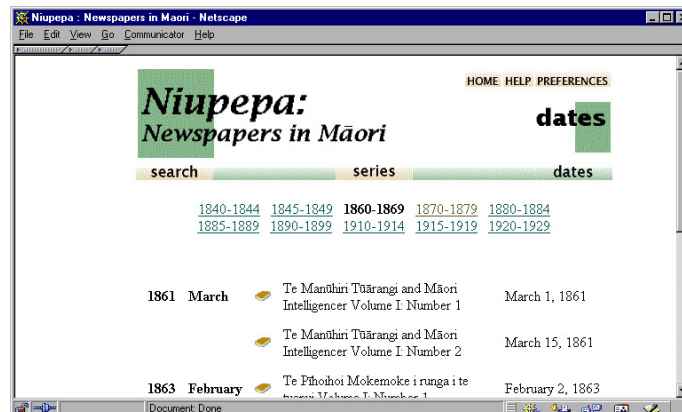 Niupepa : Newspapers in Maori - Netscape
File Edit View Go Communicator Help
HOME HELP PREFERENCES
Niupepa:
Newspapers in Māori
dates
search series dates
1840-1844 1845-1849 1860-1869 1870-1879 1880-1884
1885-1889 1890-1899 1910-1914 1915-1919 1920-1929
1861 March Te Manūhiri Tūārangi and Māori
Intelligencer Volume I: Number 1 March 1, 1861
Te Manūhiri Tūārangi and Māori
Intelligencer Volume I: Number 2 March 15, 1861
1863 February Te Pīhoihoi Mokemoke i runga i te February 2, 1863
Volume I: Number 1
Document: Done